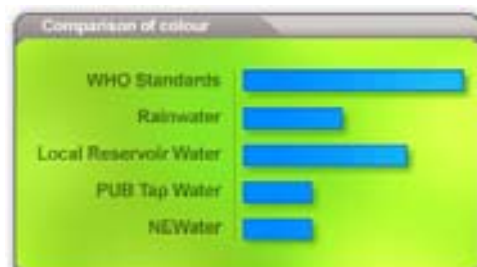 Comparison of colour
WHO Standards
Rainwater
Local Reservoir Water
PUB Tap Water
NEWater